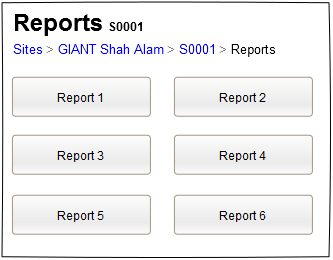 Reports S0001
Sites > GIANT Shah Alam > S0001 > Reports
Report 1 Report 2
Report 3 Report 4
Report 5 Report 6